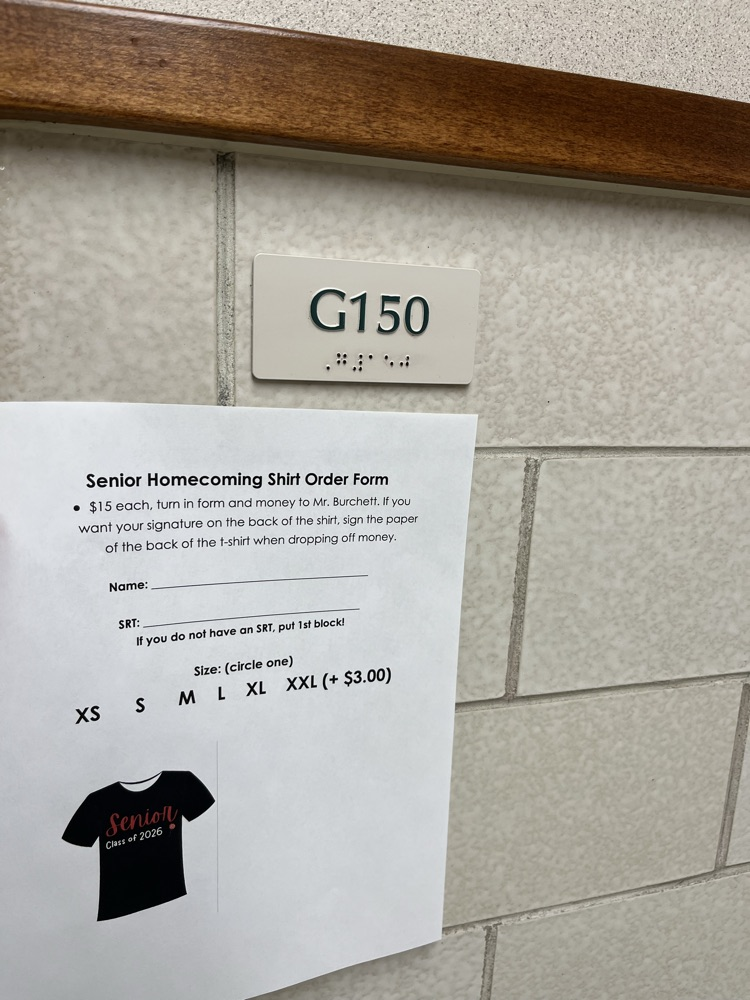 G150
Senior Homecoming Shirt Order Form
• $15 each, turn in form and money to Mr. Burchett. If you
want your signature on the back of the shirt, sign the paper
of the back of the t-shirt when dropping off money.
Name:
SRT:
If you do not have an SRT, put 1st block!
Size: (circle one)
XS S M L XL XXL (+ $3.00)
Senior
Class of 2026